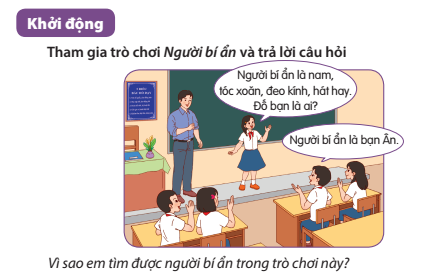 Khởi động
Tham gia trò chơi Người bí ẩn và trả lời câu hỏi
Người bí ẩn là nam,
tóc xoăn, đeo kính, hát hay.
Đố bạn là ai?
Người bí ẩn là bạn Ân.
Vì sao em tìm được người bí ẩn trong trò chơi này?